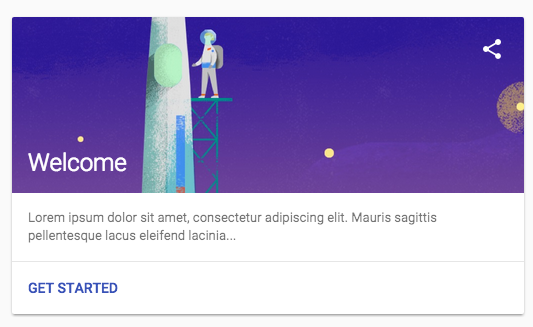 Welcome
Lorem ipsum dolor sit amet, consectetur adipiscing elit. Mauris sagittis
pellentesque lacus eleifend lacinia...
GET STARTED